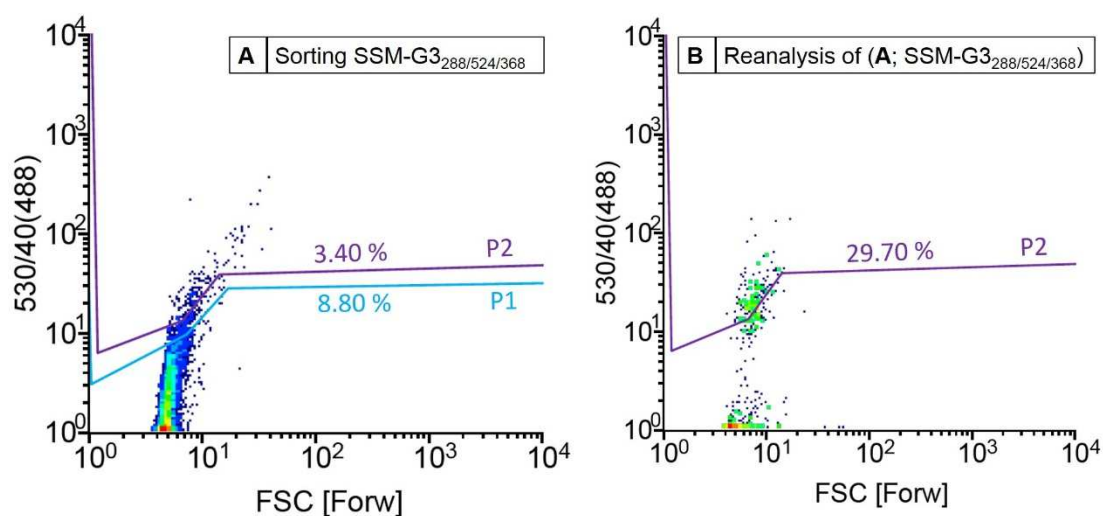 A Sorting SSM-G3288/524/368
10⁴
10³
10²
10¹
10⁰
530/40(488)
3.40 % P2
8.80 % P1
10⁰ 10¹ 10² 10³ 10⁴
FSC [Forw]
B Reanalysis of (A; SSM-G3288/524/368)
10⁴
10³
10²
10¹
10⁰
530/40(488)
29.70 % P2
10⁰ 10¹ 10² 10³ 10⁴
FSC [Forw]